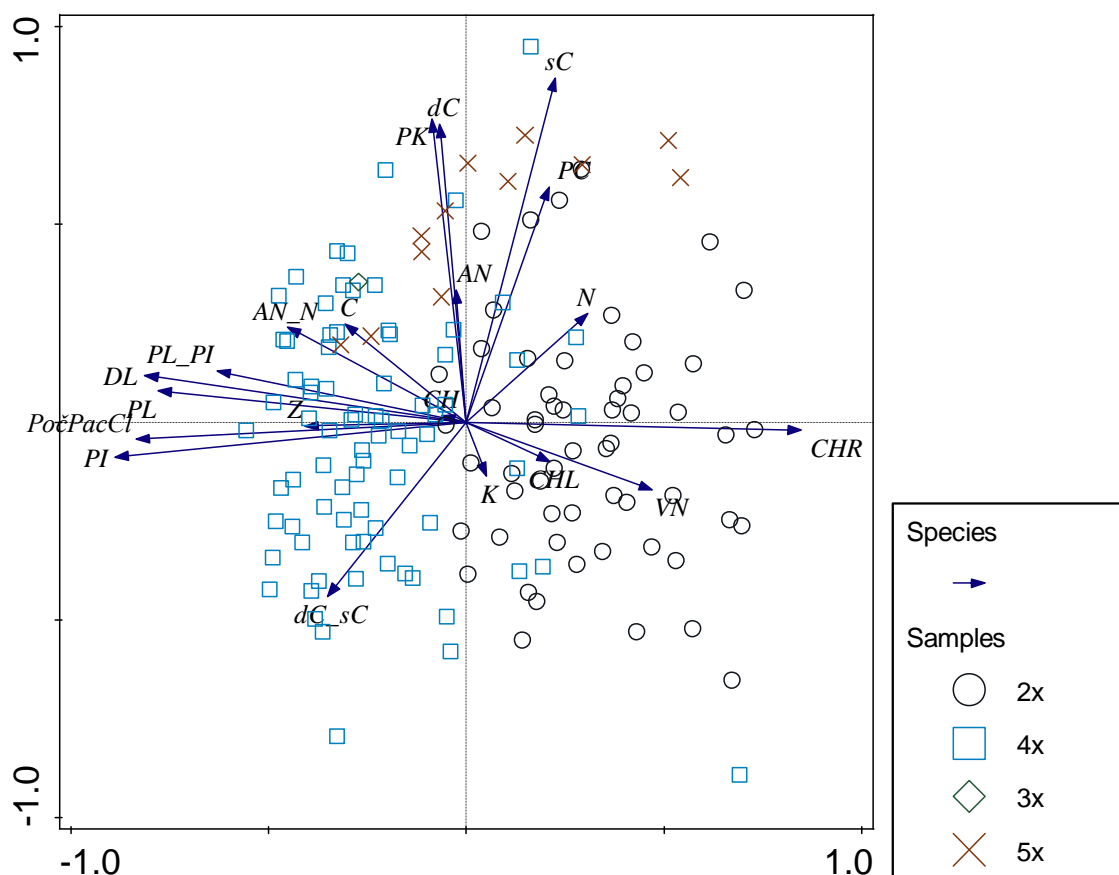 1.0
sC
dC
PK
PC
AN
N
AN_N
C
PL_PI
DL
PL
CH
Z
PočPacCl
CHR
PI
CHL
K
VN
dC_sC
-1.0
-1.0
1.0
Species
Samples
2x
4x
3x
5x